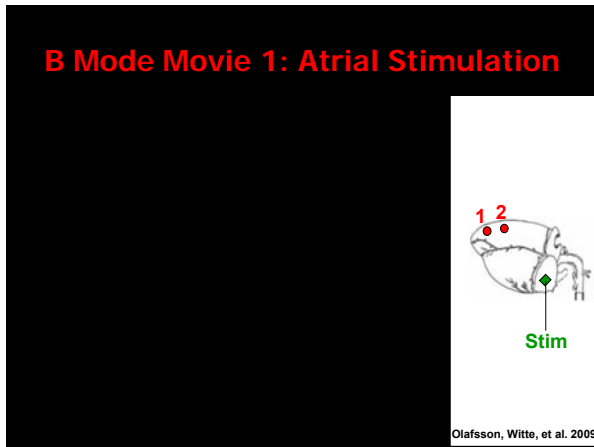 B Mode Movie 1: Atrial Stimulation
1 2
Stim
Olafsson, Witte, et al. 2009